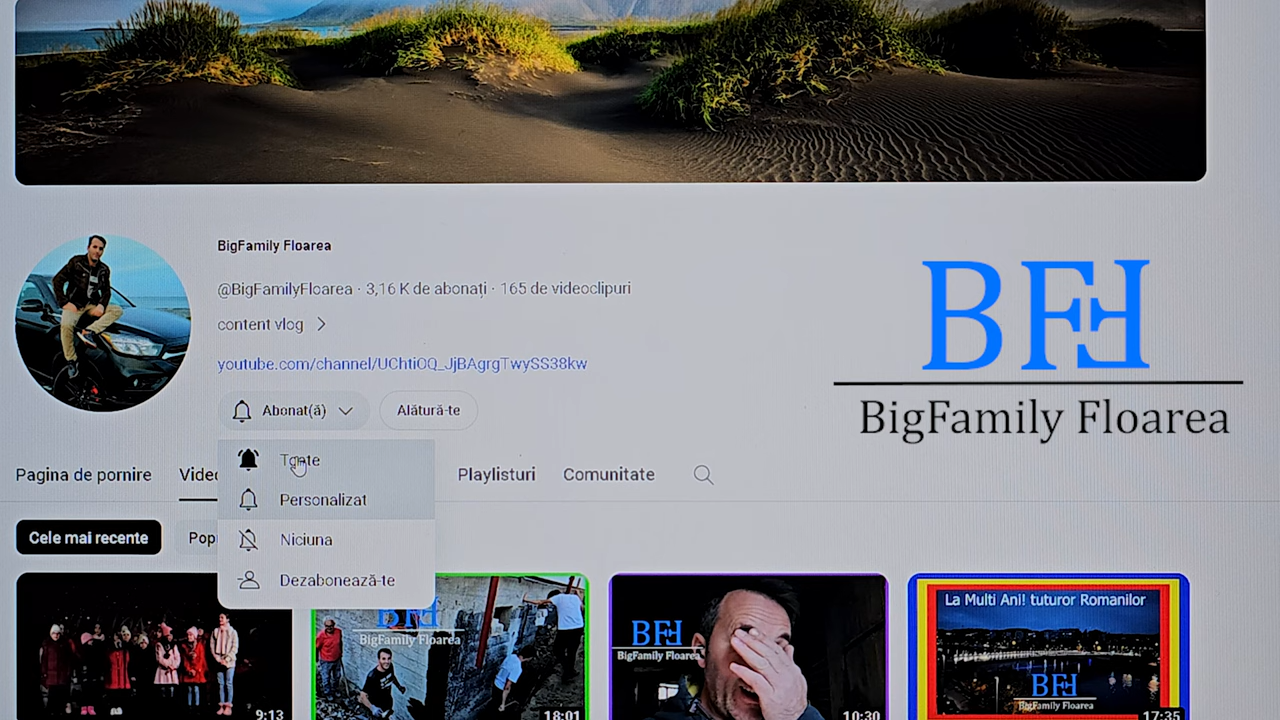 BigFamily Floarea
@BigFamilyFloarea · 3,16 K de abonați · 165 de videoclipuri
content vlog
youtube.com/channel/UChtiOQ_JjBAgrgTwySS38kw
Abonat(ă)
Alătură-te
BFF
BigFamily Floarea
Toate
Personalizat
Niciuna
Dezabonează-te
Pagina de pornire
Playlisturi
Comunitate
Cele mai recente
9:13
BFF
BigFamily Floarea
18:01
BFF
BigFamily Floarea
10:30
La Multi Ani! tuturor Romanilor
BFF
BigFamily Floarea
17:35